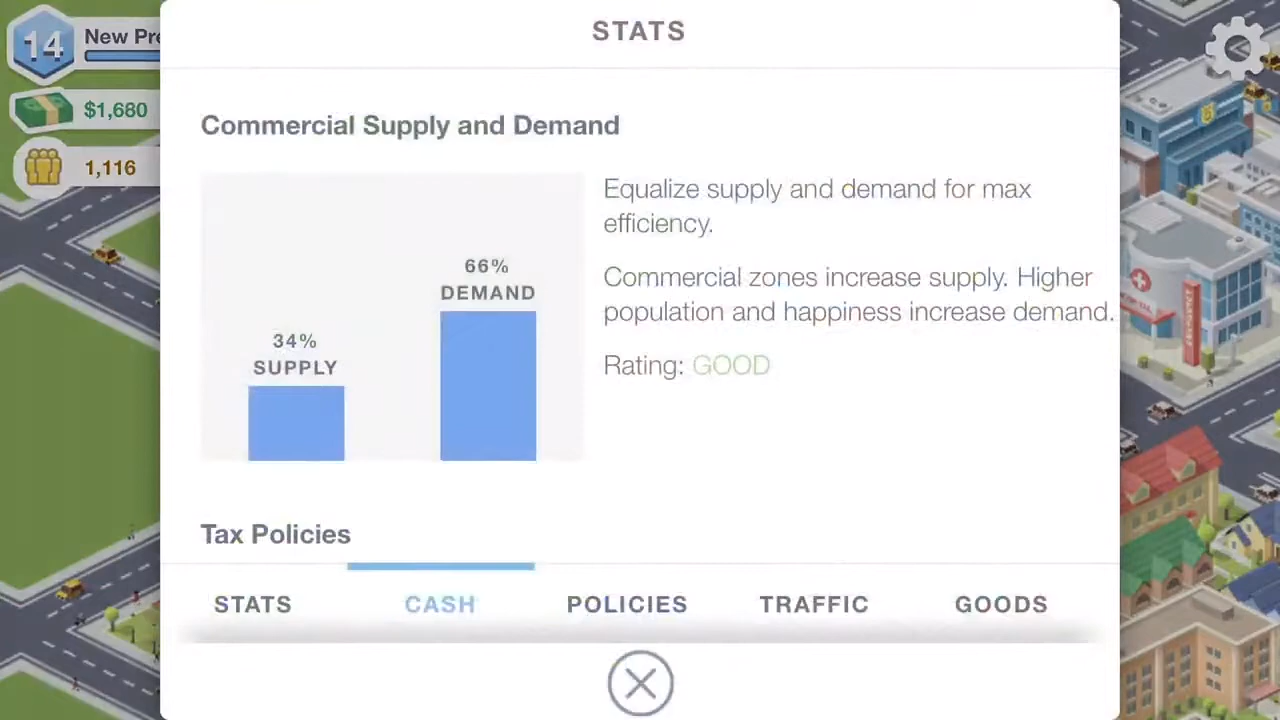 STATS
14
New Pre
$1,680
1,116
Commercial Supply and Demand
66%
DEMAND
34%
SUPPLY
Equalize supply and demand for max
efficiency.
Commercial zones increase supply. Higher
population and happiness increase demand.
Rating: GOOD
Tax Policies
STATS CASH POLICIES TRAFFIC GOODS